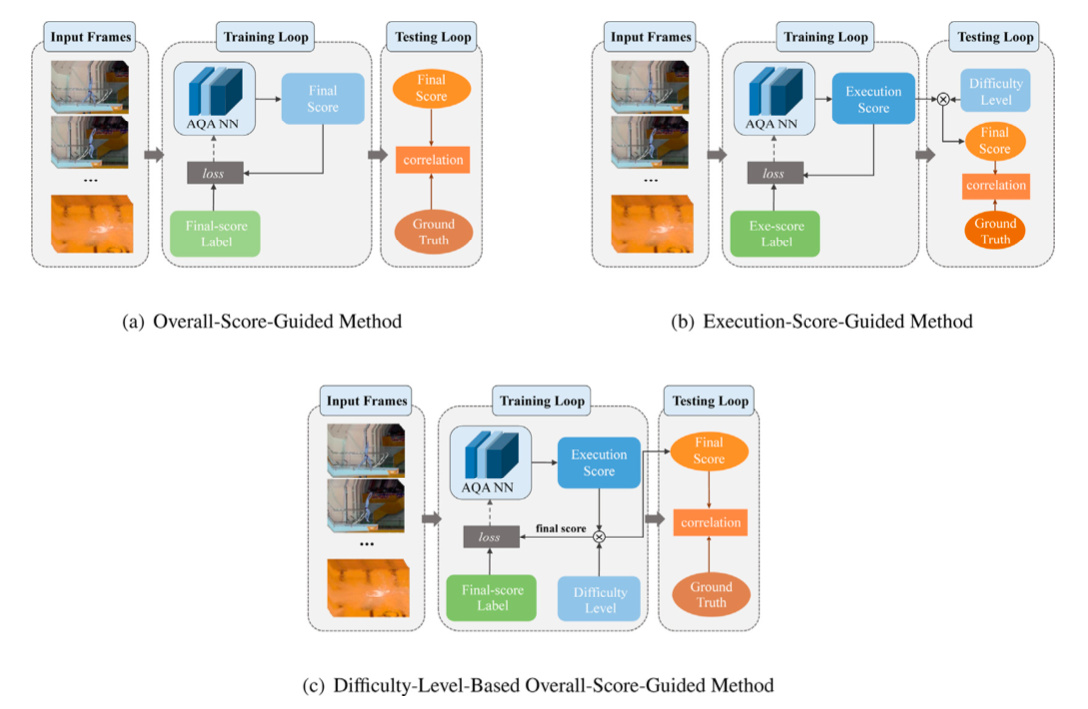 Input Frames
Training Loop
Testing Loop
AQA NN
Final
Score
Final
Score
loss
correlation
Final-score
Label
Ground
Truth
...
(a) Overall-Score-Guided Method
Input Frames
Training Loop
Testing Loop
AQA NN
Execution
Score
Difficulty
Level
Final
Score
loss
correlation
Exe-score
Label
Ground
Truth
...
(b) Execution-Score-Guided Method
Input Frames
Training Loop
Testing Loop
AQA NN
Execution
Score
Final
Score
final score
loss
correlation
Final-score
Label
Difficulty
Level
Ground
Truth
...
(c) Difficulty-Level-Based Overall-Score-Guided Method